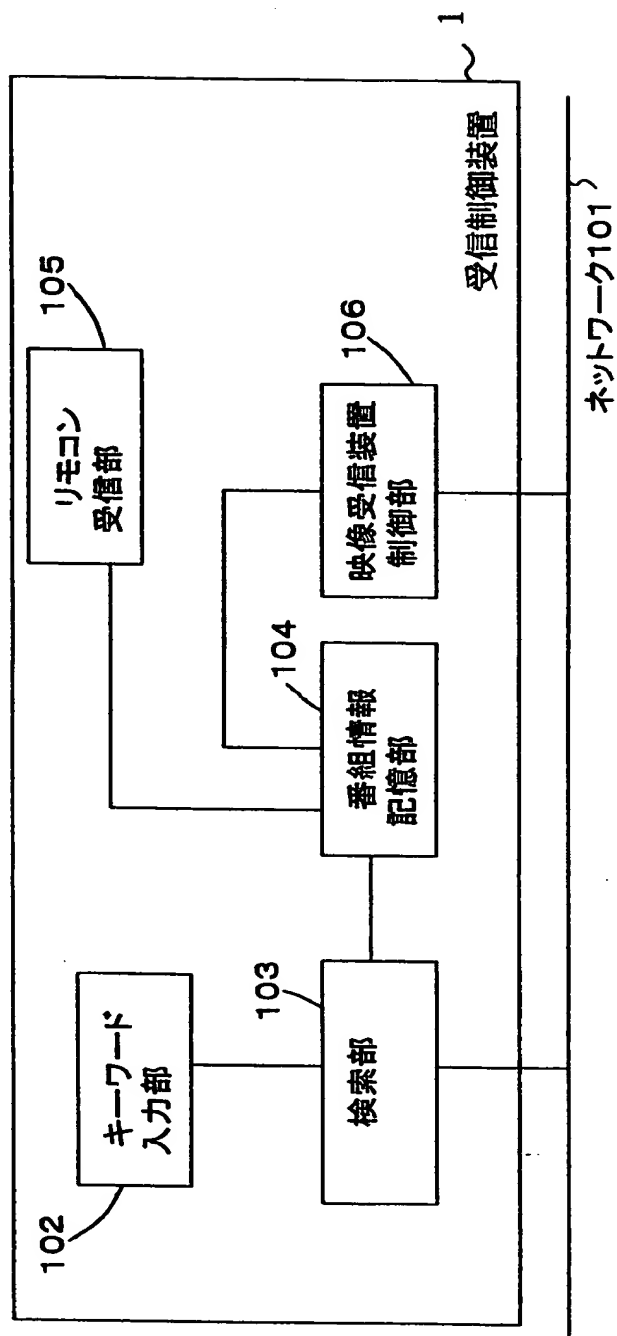 1
受信制御装置
105
リモコン
受信部
106
映像受信装置
制御部
104
番組情報
記憶部
103
検索部
102
キーワード
入力部
ネットワーク101